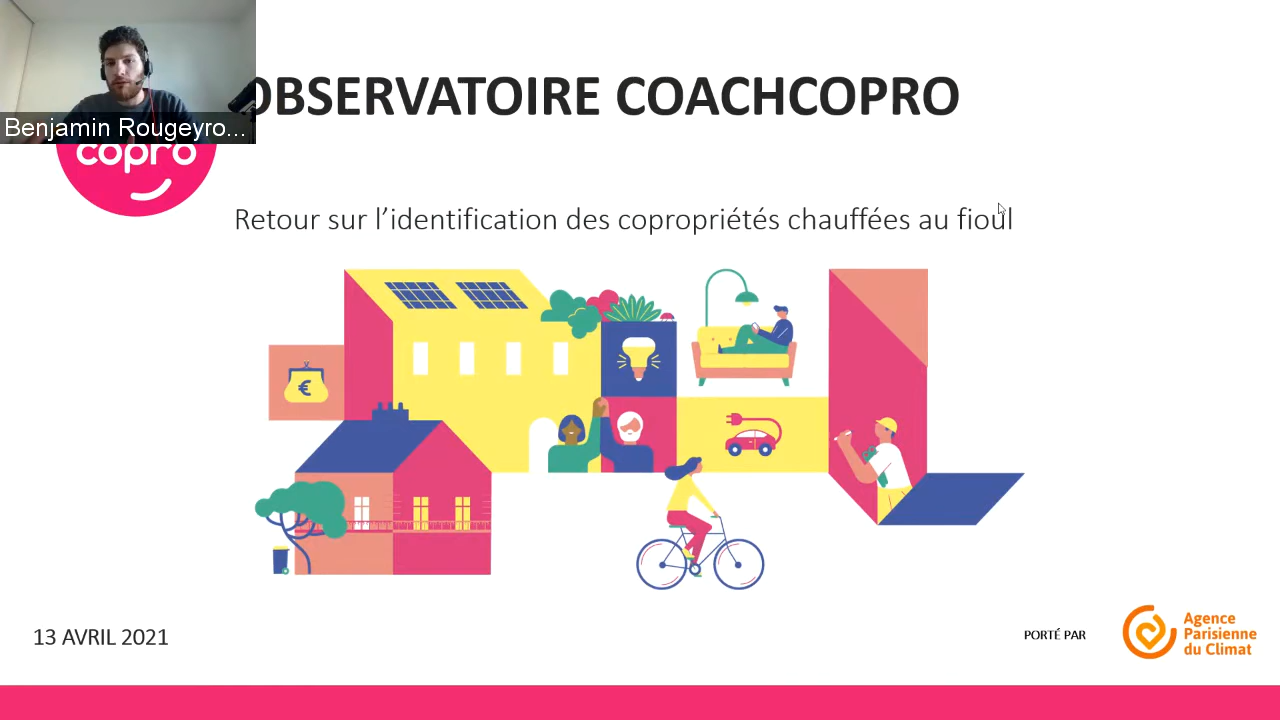 OBSERVATOIRE COACHCOPRO
Benjamin Rougeyro...
copro
Retour sur l’identification des copropriétés chauffées au fioul
€
13 AVRIL 2021
PORTÉ PAR
Agence
Parisienne
du Climat